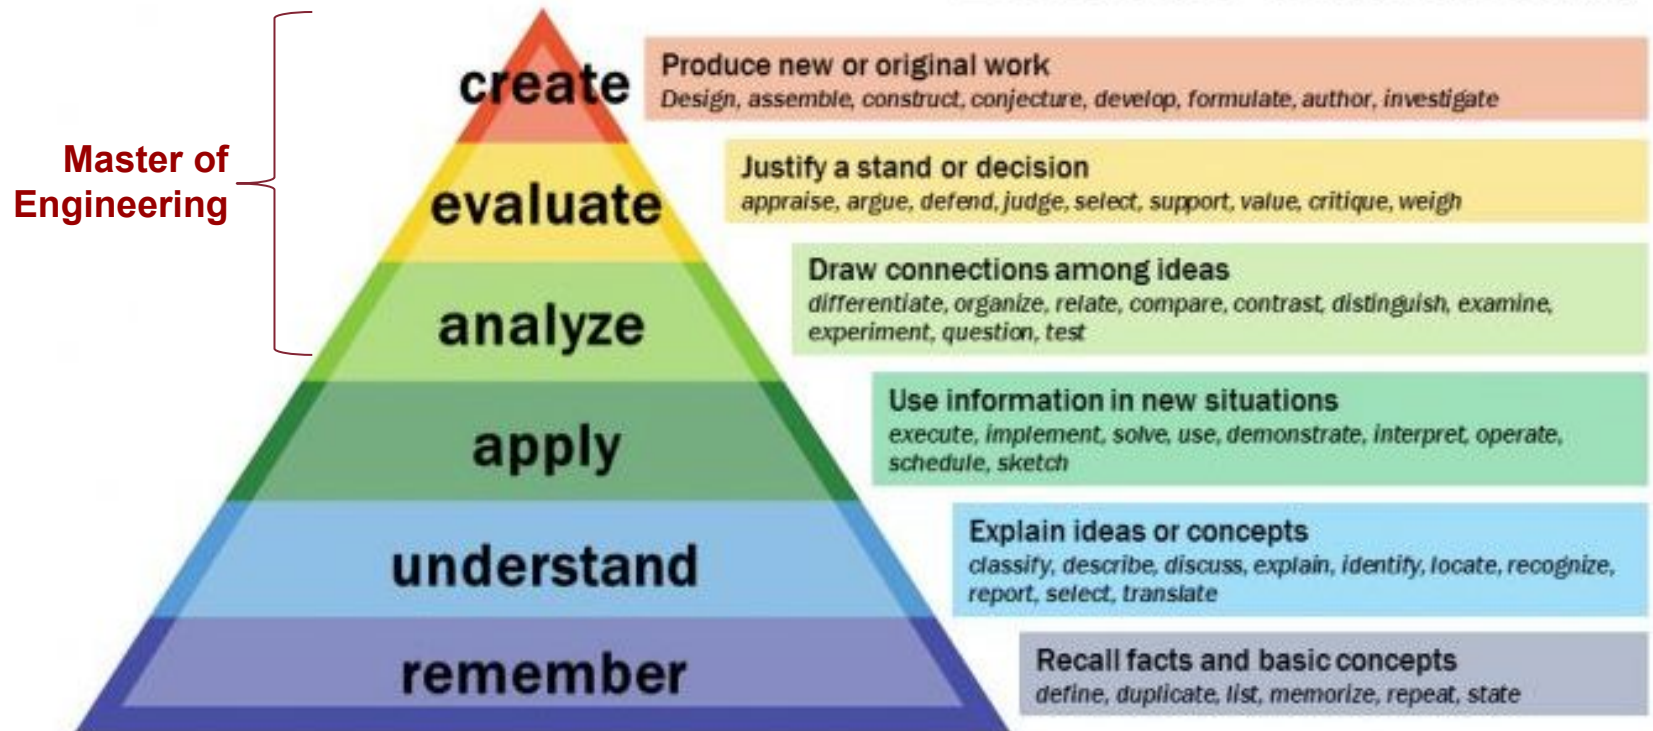 create
Produce new or original work
Design, assemble, construct, conjecture, develop, formulate, author, investigate
Master of
Engineering
evaluate
Justify a stand or decision
appraise, argue, defend, judge, select, support, value, critique, weigh
analyze
Draw connections among ideas
differentiate, organize, relate, compare, contrast, distinguish, examine,
experiment, question, test
apply
Use information in new situations
execute, implement, solve, use, demonstrate, interpret, operate,
schedule, sketch
understand
Explain ideas or concepts
classify, describe, discuss, explain, identify, locate, recognize,
report, select, translate
remember
Recall facts and basic concepts
define, duplicate, list, memorize, repeat, state